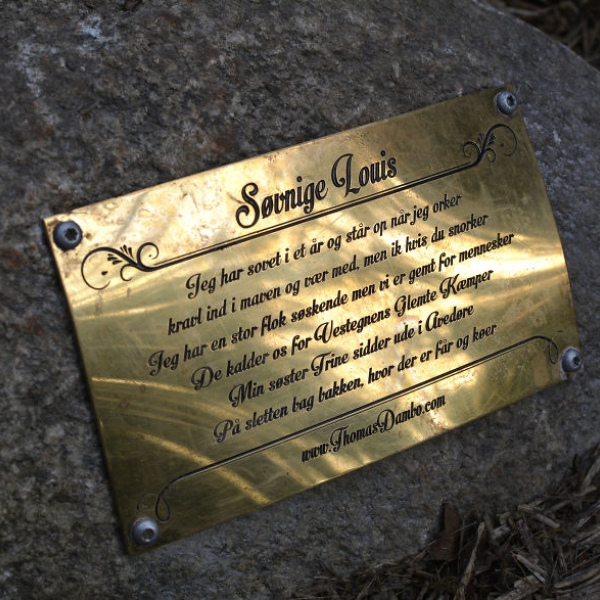 Søvnige Louis
Jeg har sovet i et år og står op når jeg orker
kravl ind i maven og vær med, men ik hvis du snorker
Jeg har en stor flok søskende men vi er gemt for mennesker
De kalder os for Vestegnens Glemte Kæmper
Min søster Trine sidder ude i Avedøre
På sletten bag bakken, hvor der er får og køer
www.ThomasDambo.com